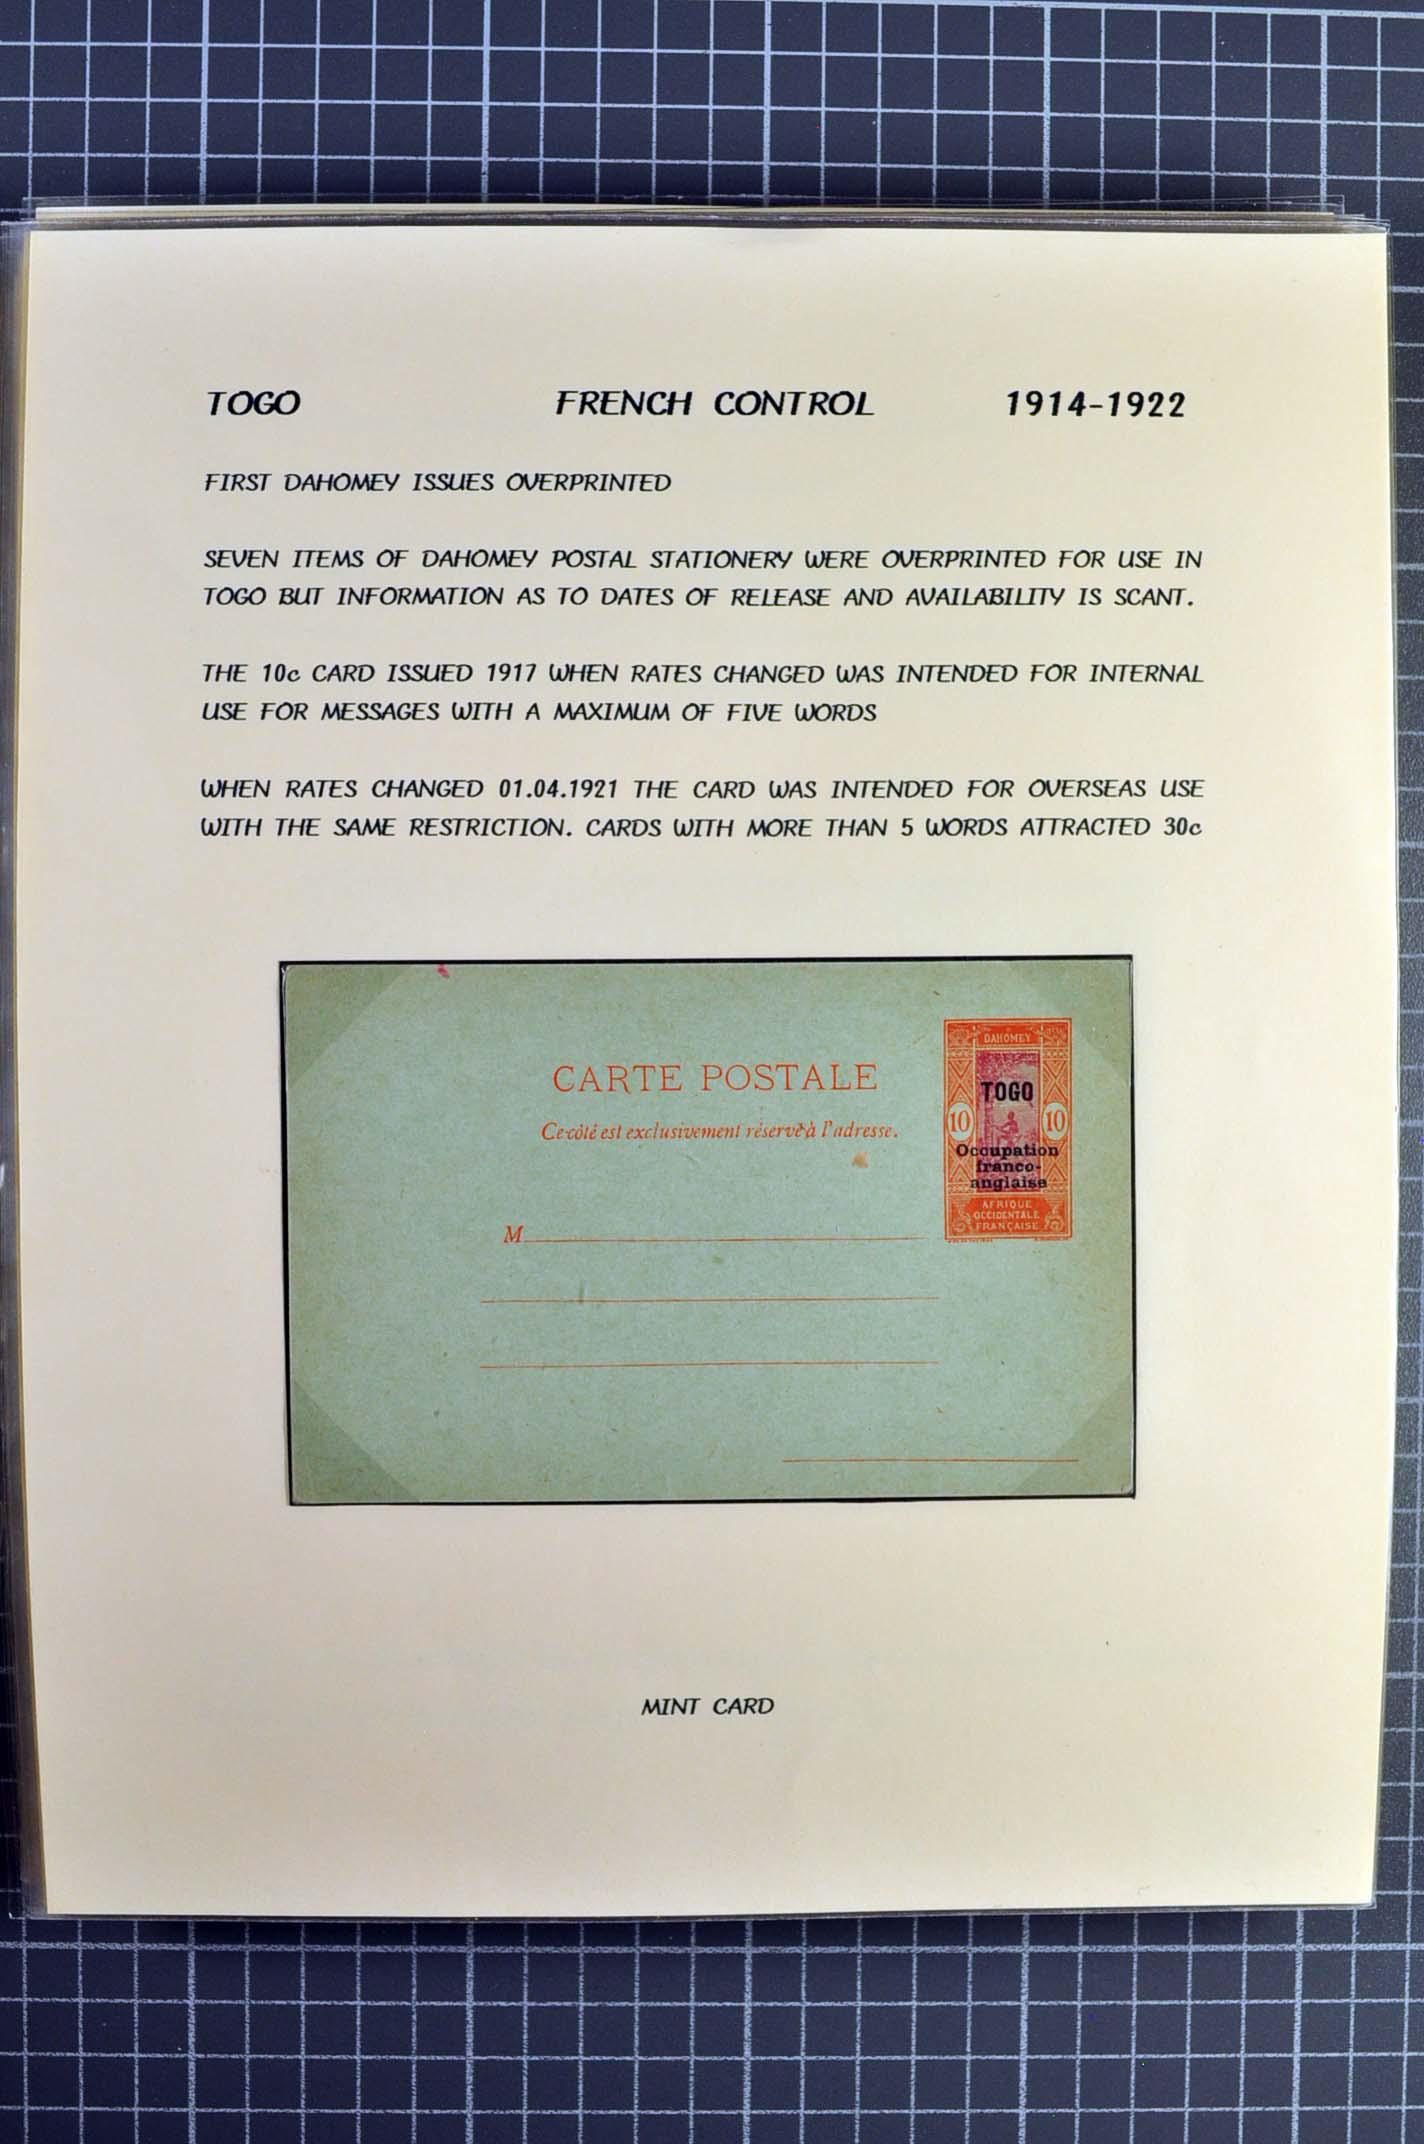 TOGO FRENCH CONTROL 1914-1922
FIRST DAHOMEY ISSUES OVERPRINTED
SEVEN ITEMS OF DAHOMEY POSTAL STATIONERY WERE OVERPRINTED FOR USE IN
TOGO BUT INFORMATION AS TO DATES OF RELEASE AND AVAILABILITY IS SCANT.
THE 10c CARD ISSUED 1917 WHEN RATES CHANGED WAS INTENDED FOR INTERNAL
USE FOR MESSAGES WITH A MAXIMUM OF FIVE WORDS
WHEN RATES CHANGED 01.04.1921 THE CARD WAS INTENDED FOR OVERSEAS USE
WITH THE SAME RESTRICTION. CARDS WITH MORE THAN 5 WORDS ATTRACTED 30c
CARTE POSTALE
Ce côté est exclusivement réservé à l'adresse.
M
DAHOMEY
TOGO
10 10
Occupation
franco-
anglaise
AFRIQUE
OCCIDENTALE
FRANÇAISE
MINT CARD